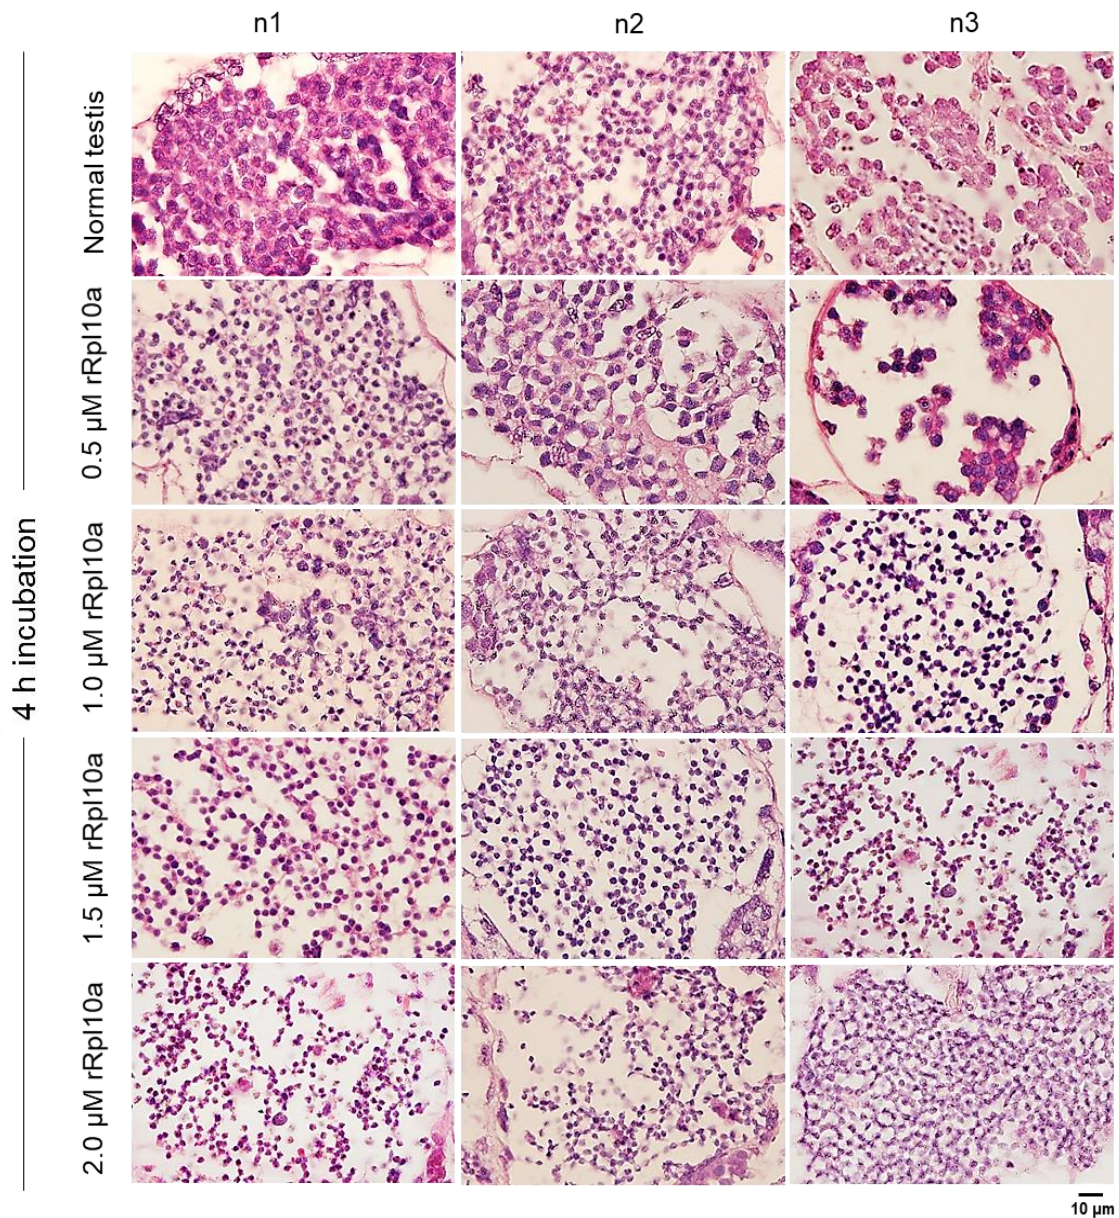 n1 n2 n3
4 h incubation
Normal testis
0.5 µM rRpl10a
1.0 µM rRpl10a
1.5 µM rRpl10a
2.0 µM rRpl10a
10 µm